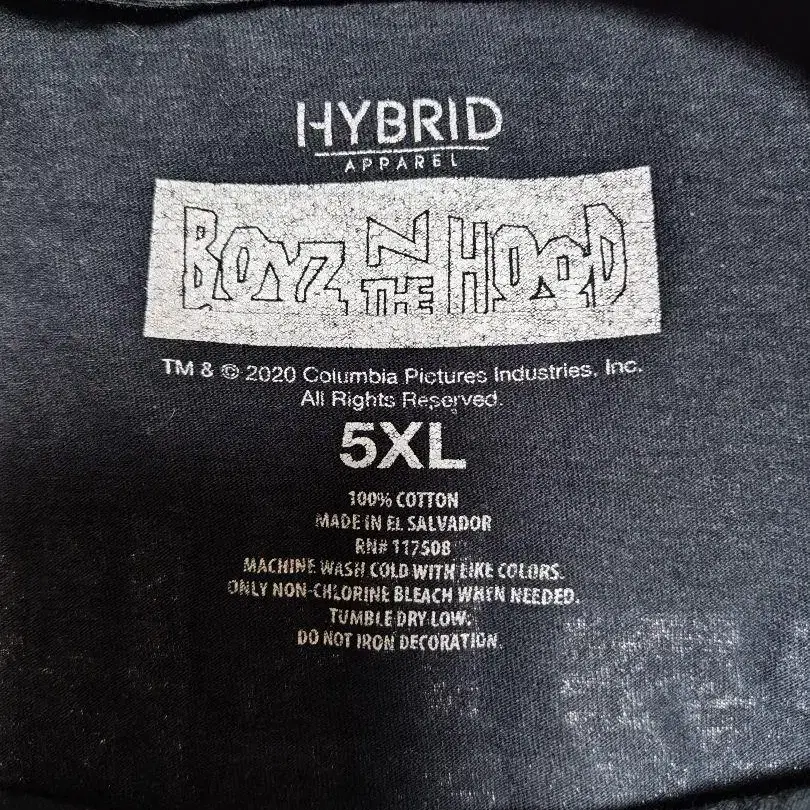 HYBRID
APPAREL
BOYZ N THE HOOD
TM & © 2020 Columbia Pictures Industries, Inc.
All Rights Reserved.
5XL
100% COTTON
MADE IN EL SALVADOR
RN# 117508
MACHINE WASH COLD WITH LIKE COLORS.
ONLY NON-CHLORINE BLEACH WHEN NEEDED.
TUMBLE DRY LOW.
DO NOT IRON DECORATION.